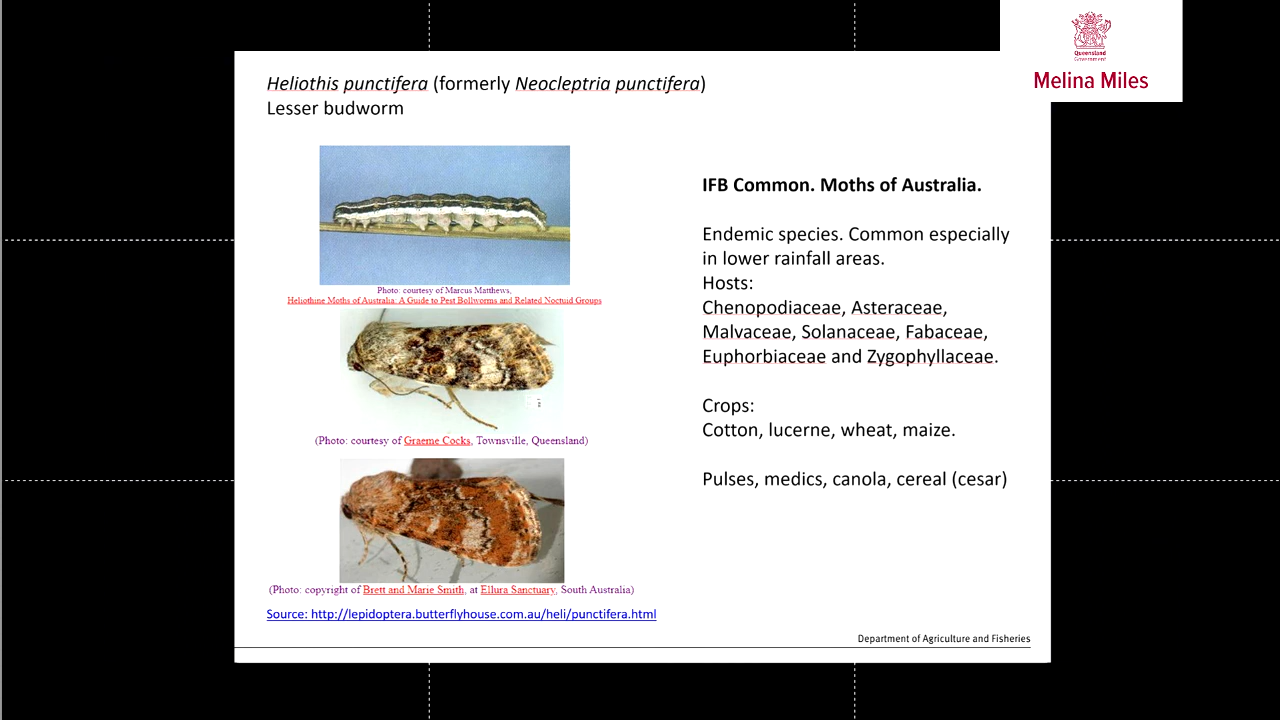 Queensland
Government
Melina Miles
Heliothis punctifera (formerly Neocleptria punctifera)
Lesser budworm
Photo: courtesy of Marcus Matthews,
Heliothine Moths of Australia: A Guide to Pest Bollworms and Related Noctuid Groups
(Photo: courtesy of Graeme Cocks, Townsville, Queensland)
(Photo: copyright of Brett and Marie Smith, at Ellura Sanctuary, South Australia)
Source: http://lepidoptera.butterflyhouse.com.au/heli/punctifera.html
IFB Common. Moths of Australia.
Endemic species. Common especially
in lower rainfall areas.
Hosts:
Chenopodiaceae, Asteraceae,
Malvaceae, Solanaceae, Fabaceae,
Euphorbiaceae and Zygophyllaceae.
Crops:
Cotton, lucerne, wheat, maize.
Pulses, medics, canola, cereal (cesar)
Department of Agriculture and Fisheries